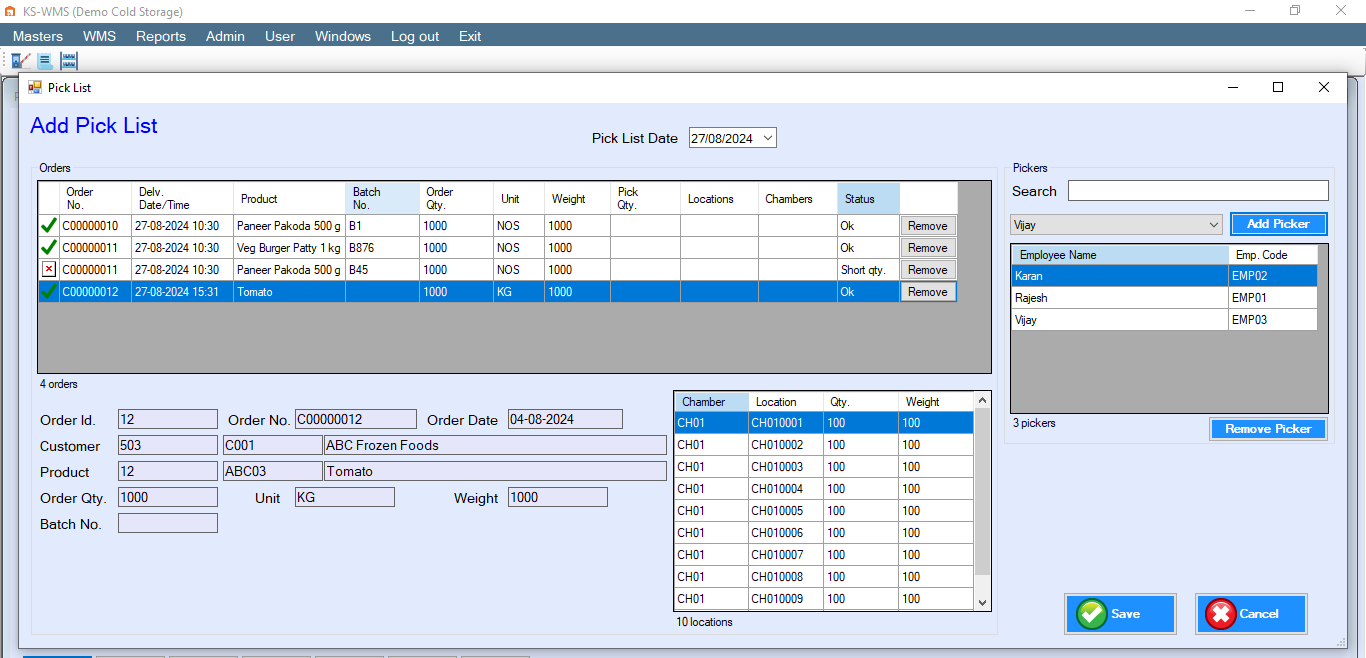 KS-WMS (Demo Cold Storage)
Masters WMS Reports Admin User Windows Log out Exit
Pick List
Add Pick List
Pick List Date 27/08/2024
Orders
Order No. Delv. Date/Time Product Batch No. Order Qty. Unit Weight Pick Qty. Locations Chambers Status
C00000010 27-08-2024 10:30 Paneer Pakoda 500 g B1 1000 NOS 1000 Ok Remove
C00000011 27-08-2024 10:30 Veg Burger Patty 1 kg B876 1000 NOS 1000 Ok Remove
C00000011 27-08-2024 10:30 Paneer Pakoda 500 g B45 1000 NOS 1000 Short qty. Remove
C00000012 27-08-2024 15:31 Tomato 1000 KG 1000 Ok Remove
4 orders
Order Id. 12 Order No. C00000012 Order Date 04-08-2024
Customer 503 C001 ABC Frozen Foods
Product 12 ABC03 Tomato
Order Qty. 1000 Unit KG Weight 1000
Batch No.
Chamber Location Qty. Weight
CH01 CH010001 100 100
CH01 CH010002 100 100
CH01 CH010003 100 100
CH01 CH010004 100 100
CH01 CH010005 100 100
CH01 CH010006 100 100
CH01 CH010007 100 100
CH01 CH010008 100 100
CH01 CH010009 100 100
10 locations
Pickers
Search
Vijay Add Picker
Employee Name Emp. Code
Karan EMP02
Rajesh EMP01
Vijay EMP03
3 pickers Remove Picker
Save Cancel